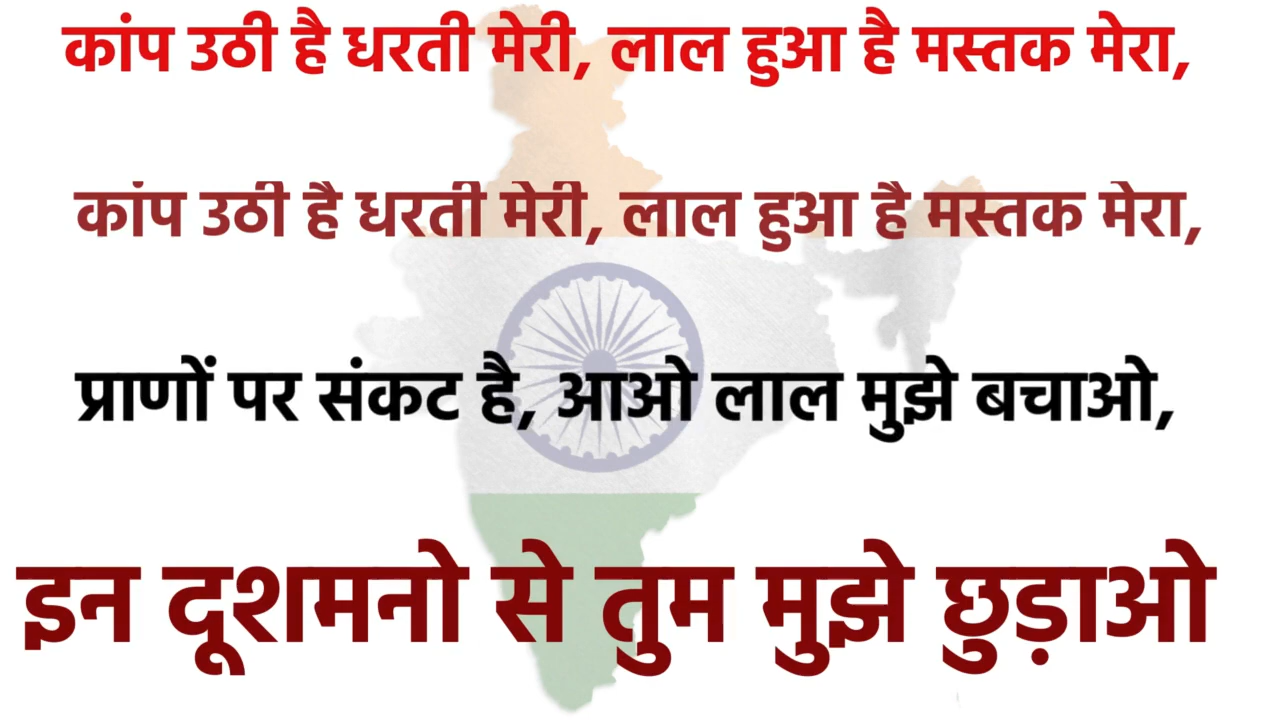 कांप उठी है धरती मेरी, लाल हुआ है मस्तक मेरा,
कांप उठी है धरती मेरी, लाल हुआ है मस्तक मेरा,
प्राणों पर संकट है, आओ लाल मुझे बचाओ,
इन दूशमनो से तुम मुझे छुड़ाओ